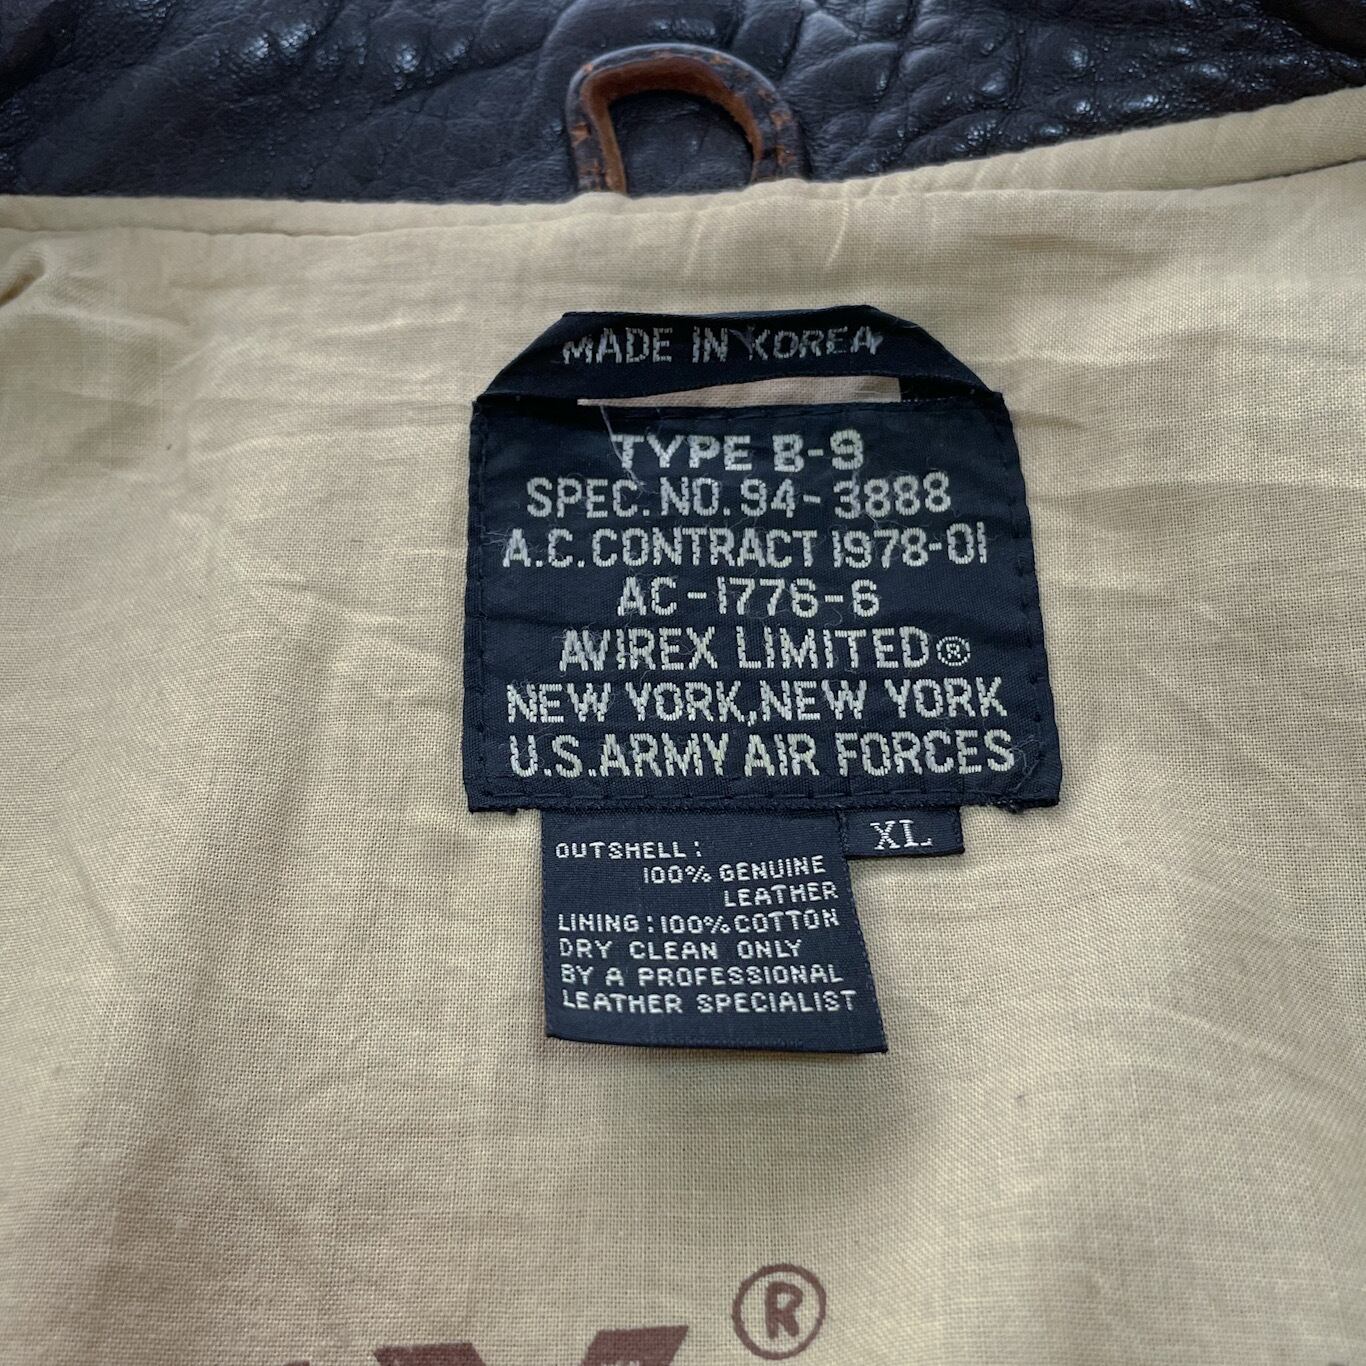 MADE IN KOREA
TYPE B-9
SPEC. NO. 94-3888
A.C. CONTRACT 1978-01
AC-1776-6
AVIREX LIMITED®
NEW YORK, NEW YORK
U.S. ARMY AIR FORCES
XL
OUTSHELL:
100% GENUINE
LEATHER
LINING: 100% COTTON
DRY CLEAN ONLY
BY A PROFESSIONAL
LEATHER SPECIALIST
®